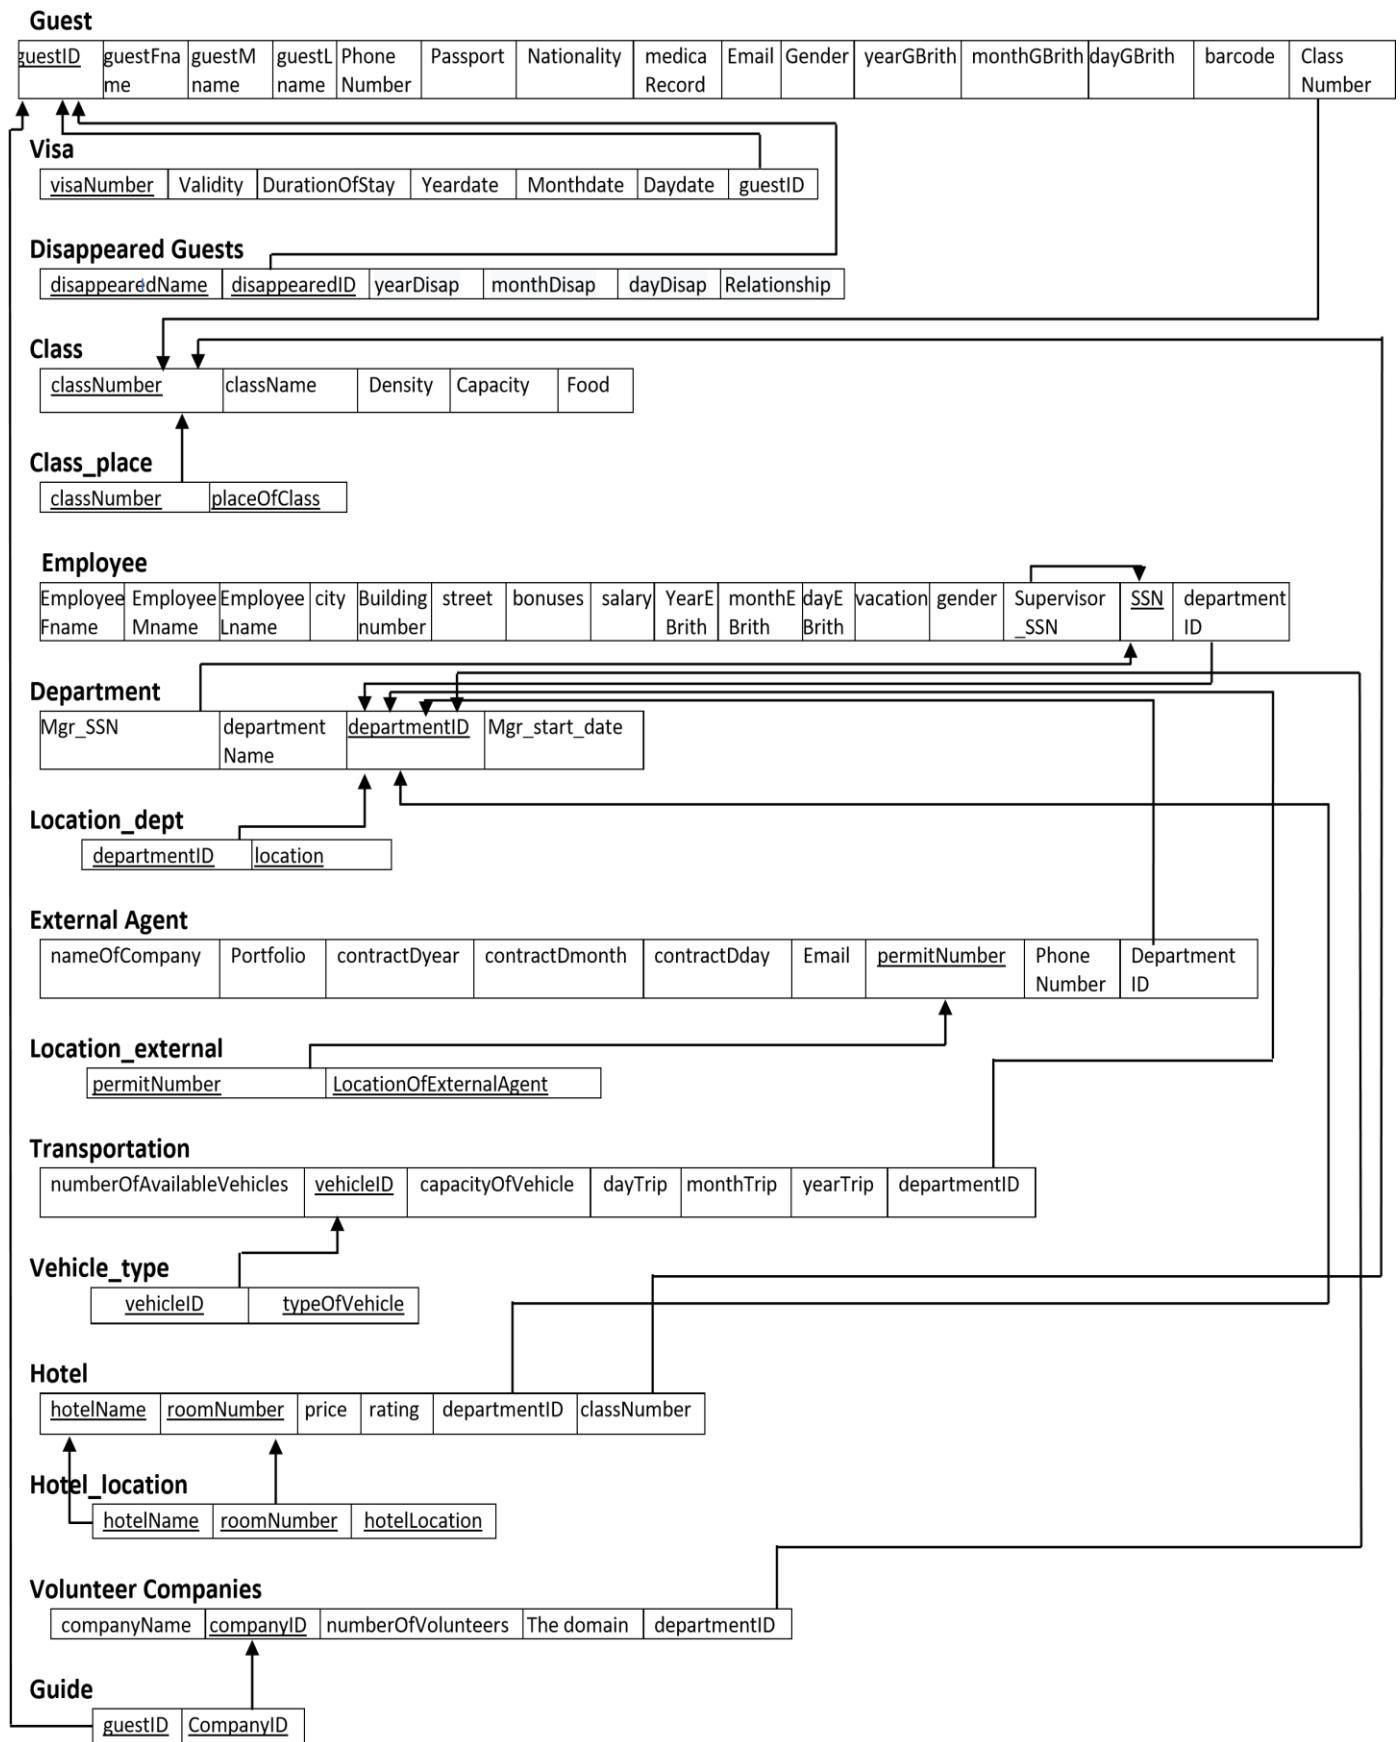 Guest
guestID guestFna guestM guestL Phone Passport Nationality medica Email Gender yearGBrith monthGBrith dayGBrith barcode Class
me name name Number Record Number
Visa
visaNumber Validity DurationOfStay Yeardate Monthdate Daydate guestID
Disappeared Guests
disappearedName disappearedID yearDisap monthDisap dayDisap Relationship
Class
classNumber className Density Capacity Food
Class_place
classNumber placeOfClass
Employee
Employee Employee Employee city Building street bonuses salary YearE monthE dayE vacation gender Supervisor SSN department
Fname Mname Lname number Brith Brith Brith _SSN ID
Department
Mgr_SSN department departmentID Mgr_start_date
Name
Location_dept
departmentID location
External Agent
nameOfCompany Portfolio contractDyear contractDmonth contractDday Email permitNumber Phone Department
Number ID
Location_external
permitNumber LocationOfExternalAgent
Transportation
numberOfAvailableVehicles vehicleID capacityOfVehicle dayTrip monthTrip yearTrip departmentID
Vehicle_type
vehicleID typeOfVehicle
Hotel
hotelName roomNumber price rating departmentID classNumber
Hotel_location
hotelName roomNumber hotelLocation
Volunteer Companies
companyName companyID numberOfVolunteers The domain departmentID
Guide
guestID CompanyID